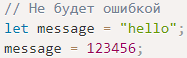 // Не будет ошибкой
let message = "hello";
message = 123456;